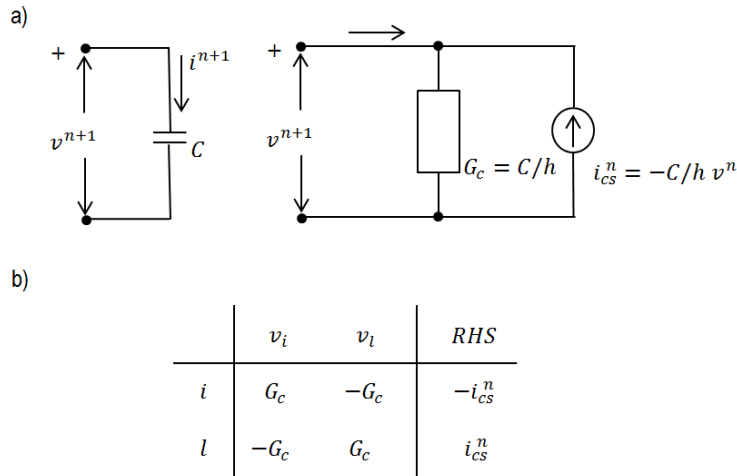 a)
+ i^{n+1} +
v^{n+1} C v^{n+1} G_c = C/h i_{cs}^n = −C/h v^n
b)
v_i v_l RHS
i G_c −G_c −i_{cs}^n
l −G_c G_c i_{cs}^n